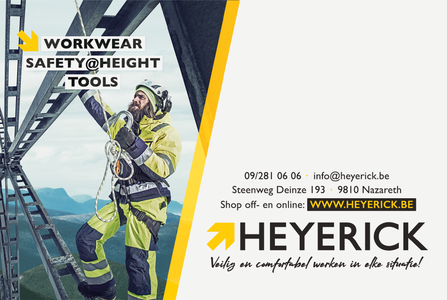 WORKWEAR
SAFETY@HEIGHT
TOOLS
09/281 06 06 · info@heyerick.be
Steenweg Deinze 193 · 9810 Nazareth
Shop off- en online: WWW.HEYERICK.BE
HEYERICK
Veilig en comfortabel werken in elke situatie!